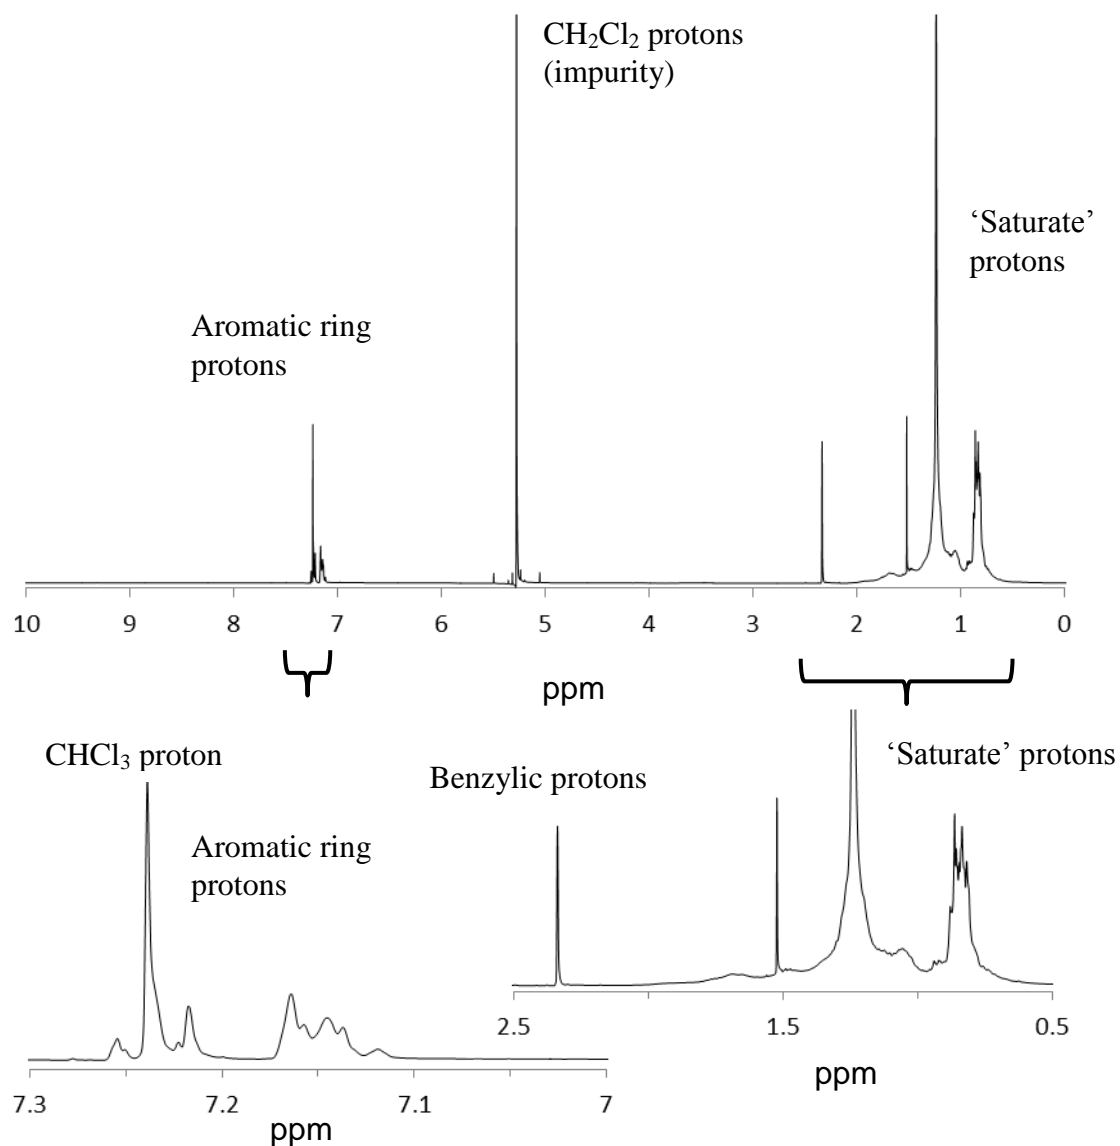 CH₂Cl₂ protons
(impurity)
‘Saturate’
protons
Aromatic ring
protons
10 9 8 7 6 5 4 3 2 1 0
ppm
CHCl₃ proton
Aromatic ring
protons
7.3 7.2 7.1 7
ppm
Benzylic protons
‘Saturate’ protons
2.5 1.5 0.5
ppm